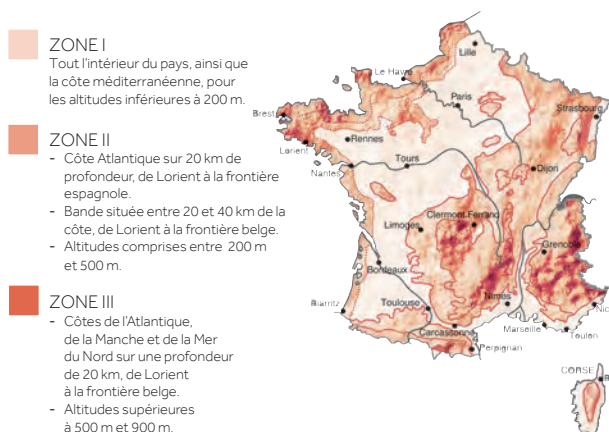 ZONE I
Tout l'intérieur du pays, ainsi que
la côte méditerranéenne, pour
les altitudes inférieures à 200 m.
ZONE II
- Côte Atlantique sur 20 km de
profondeur, de Lorient à la frontière
espagnole.
- Bande située entre 20 et 40 km de la
côte, de Lorient à la frontière belge.
- Altitudes comprises entre 200 m
et 500 m.
ZONE III
- Côtes de l'Atlantique,
de la Manche et de la Mer
du Nord sur une profondeur
de 20 km, de Lorient
à la frontière belge.
- Altitudes supérieures
à 500 m et 900 m.
Lille
Le Havre
Paris
Strasbourg
Brest
Rennes
Lorient
Tours
Nantes
Dijon
Limoges
Clermont-Ferrand
Grenoble
Bordeaux
Biarritz
Toulouse
Nimes
Nic
Carcassonne
Marseille
Toulon
Perpignan
CORSE
B